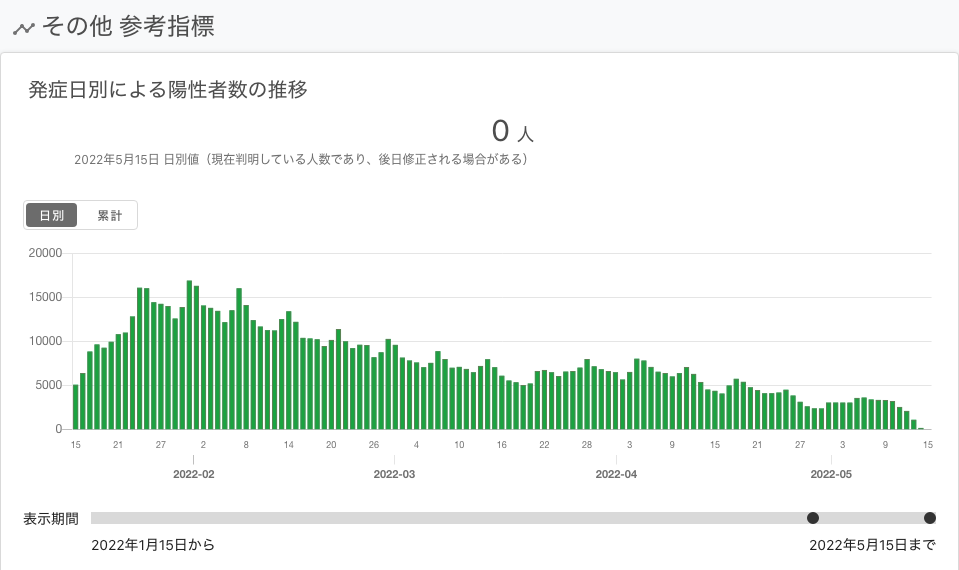 その他 参考指標
発症日別による陽性者数の推移
0 人
2022年5月15日 日別値（現在判明している人数であり、後日修正される場合がある）
日別 累計
20000
15000
10000
5000
0
15 21 27 2 8 14 20 26 4 10 16 22 28 3 9 15 21 27 3 9 15
2022-02 2022-03 2022-04 2022-05
表示期間
2022年1月15日から 2022年5月15日まで